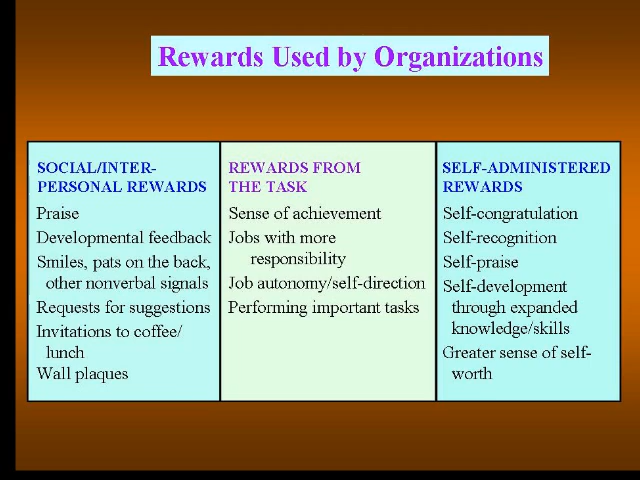 Rewards Used by Organizations
SOCIAL/INTER-
PERSONAL REWARDS
Praise
Developmental feedback
Smiles, pats on the back,
other nonverbal signals
Requests for suggestions
Invitations to coffee/
lunch
Wall plaques
REWARDS FROM
THE TASK
Sense of achievement
Jobs with more
responsibility
Job autonomy/self-direction
Performing important tasks
SELF-ADMINISTERED
REWARDS
Self-congratulation
Self-recognition
Self-praise
Self-development
through expanded
knowledge/skills
Greater sense of self-
worth